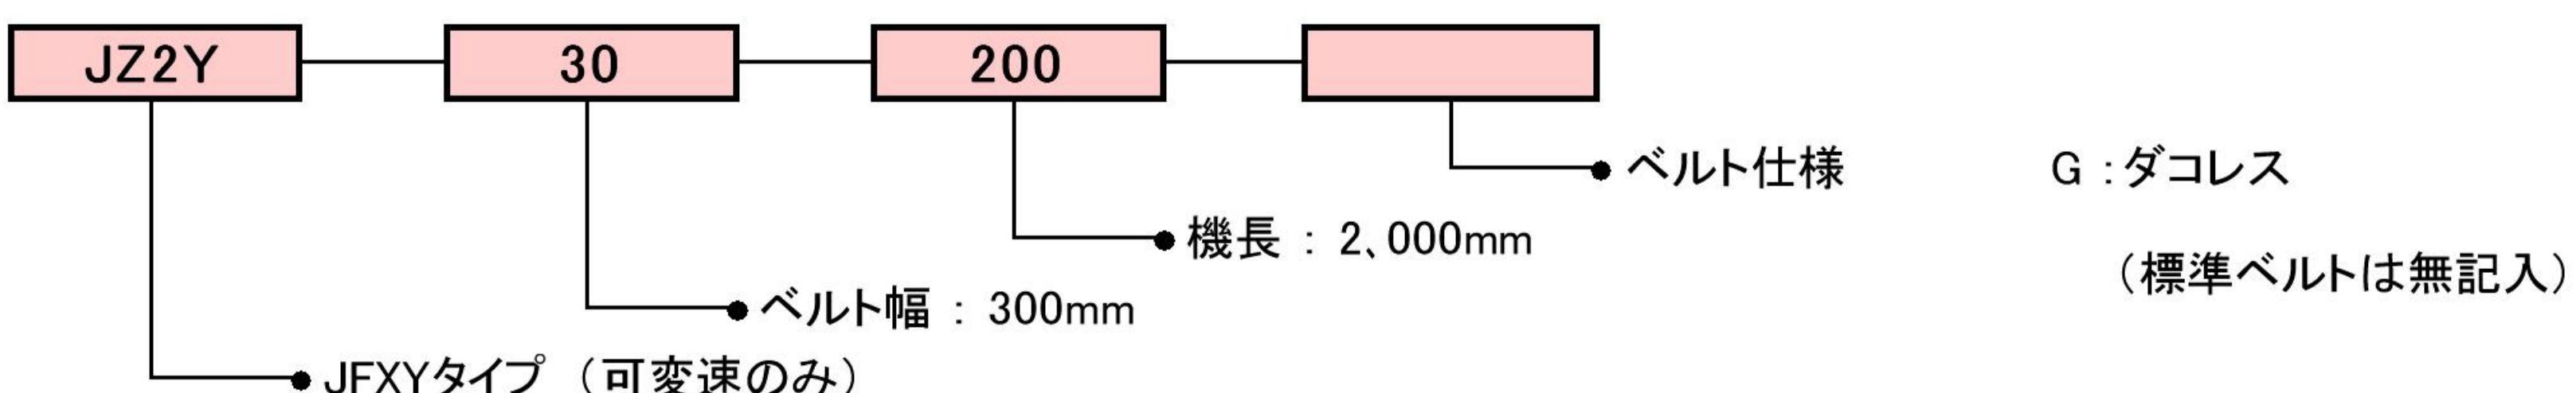 JZ2Y 30 200
ベルト仕様 G：ダコレス
機長 ： 2、000mm
（標準ベルトは無記入）
ベルト幅 ： 300mm
JFXYタイプ （可変速のみ）